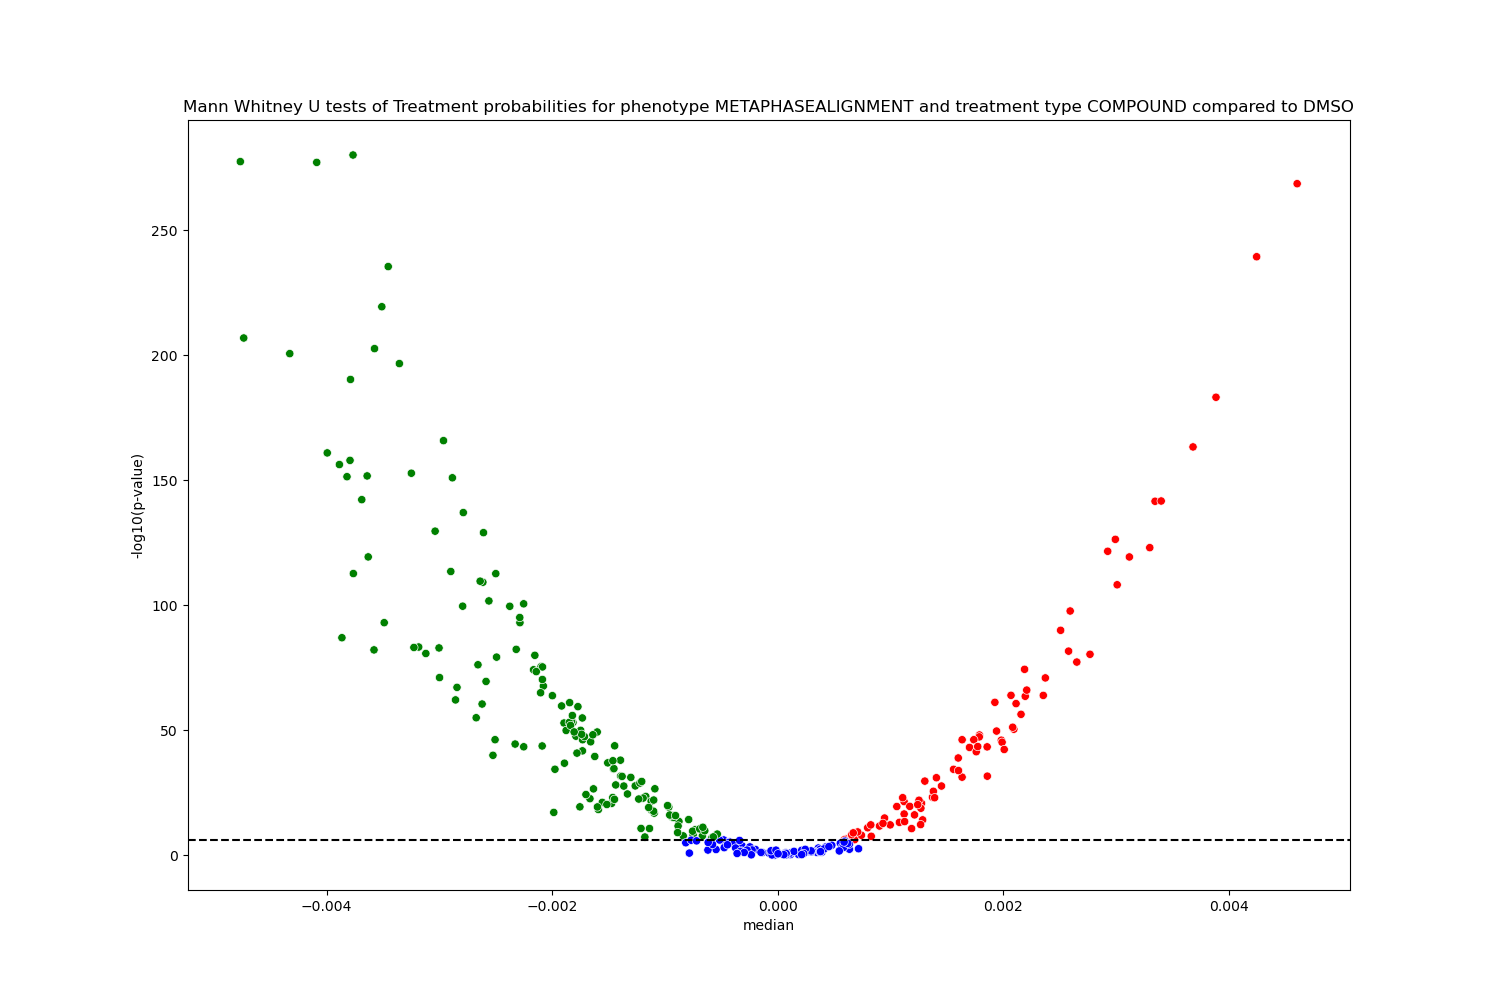 Mann Whitney U tests of Treatment probabilities for phenotype METAPHASEALIGNMENT and treatment type COMPOUND compared to DMSO
250
200
150
100
50
0
-log10(p-value)
−0.004 −0.002 0.000 0.002 0.004
median